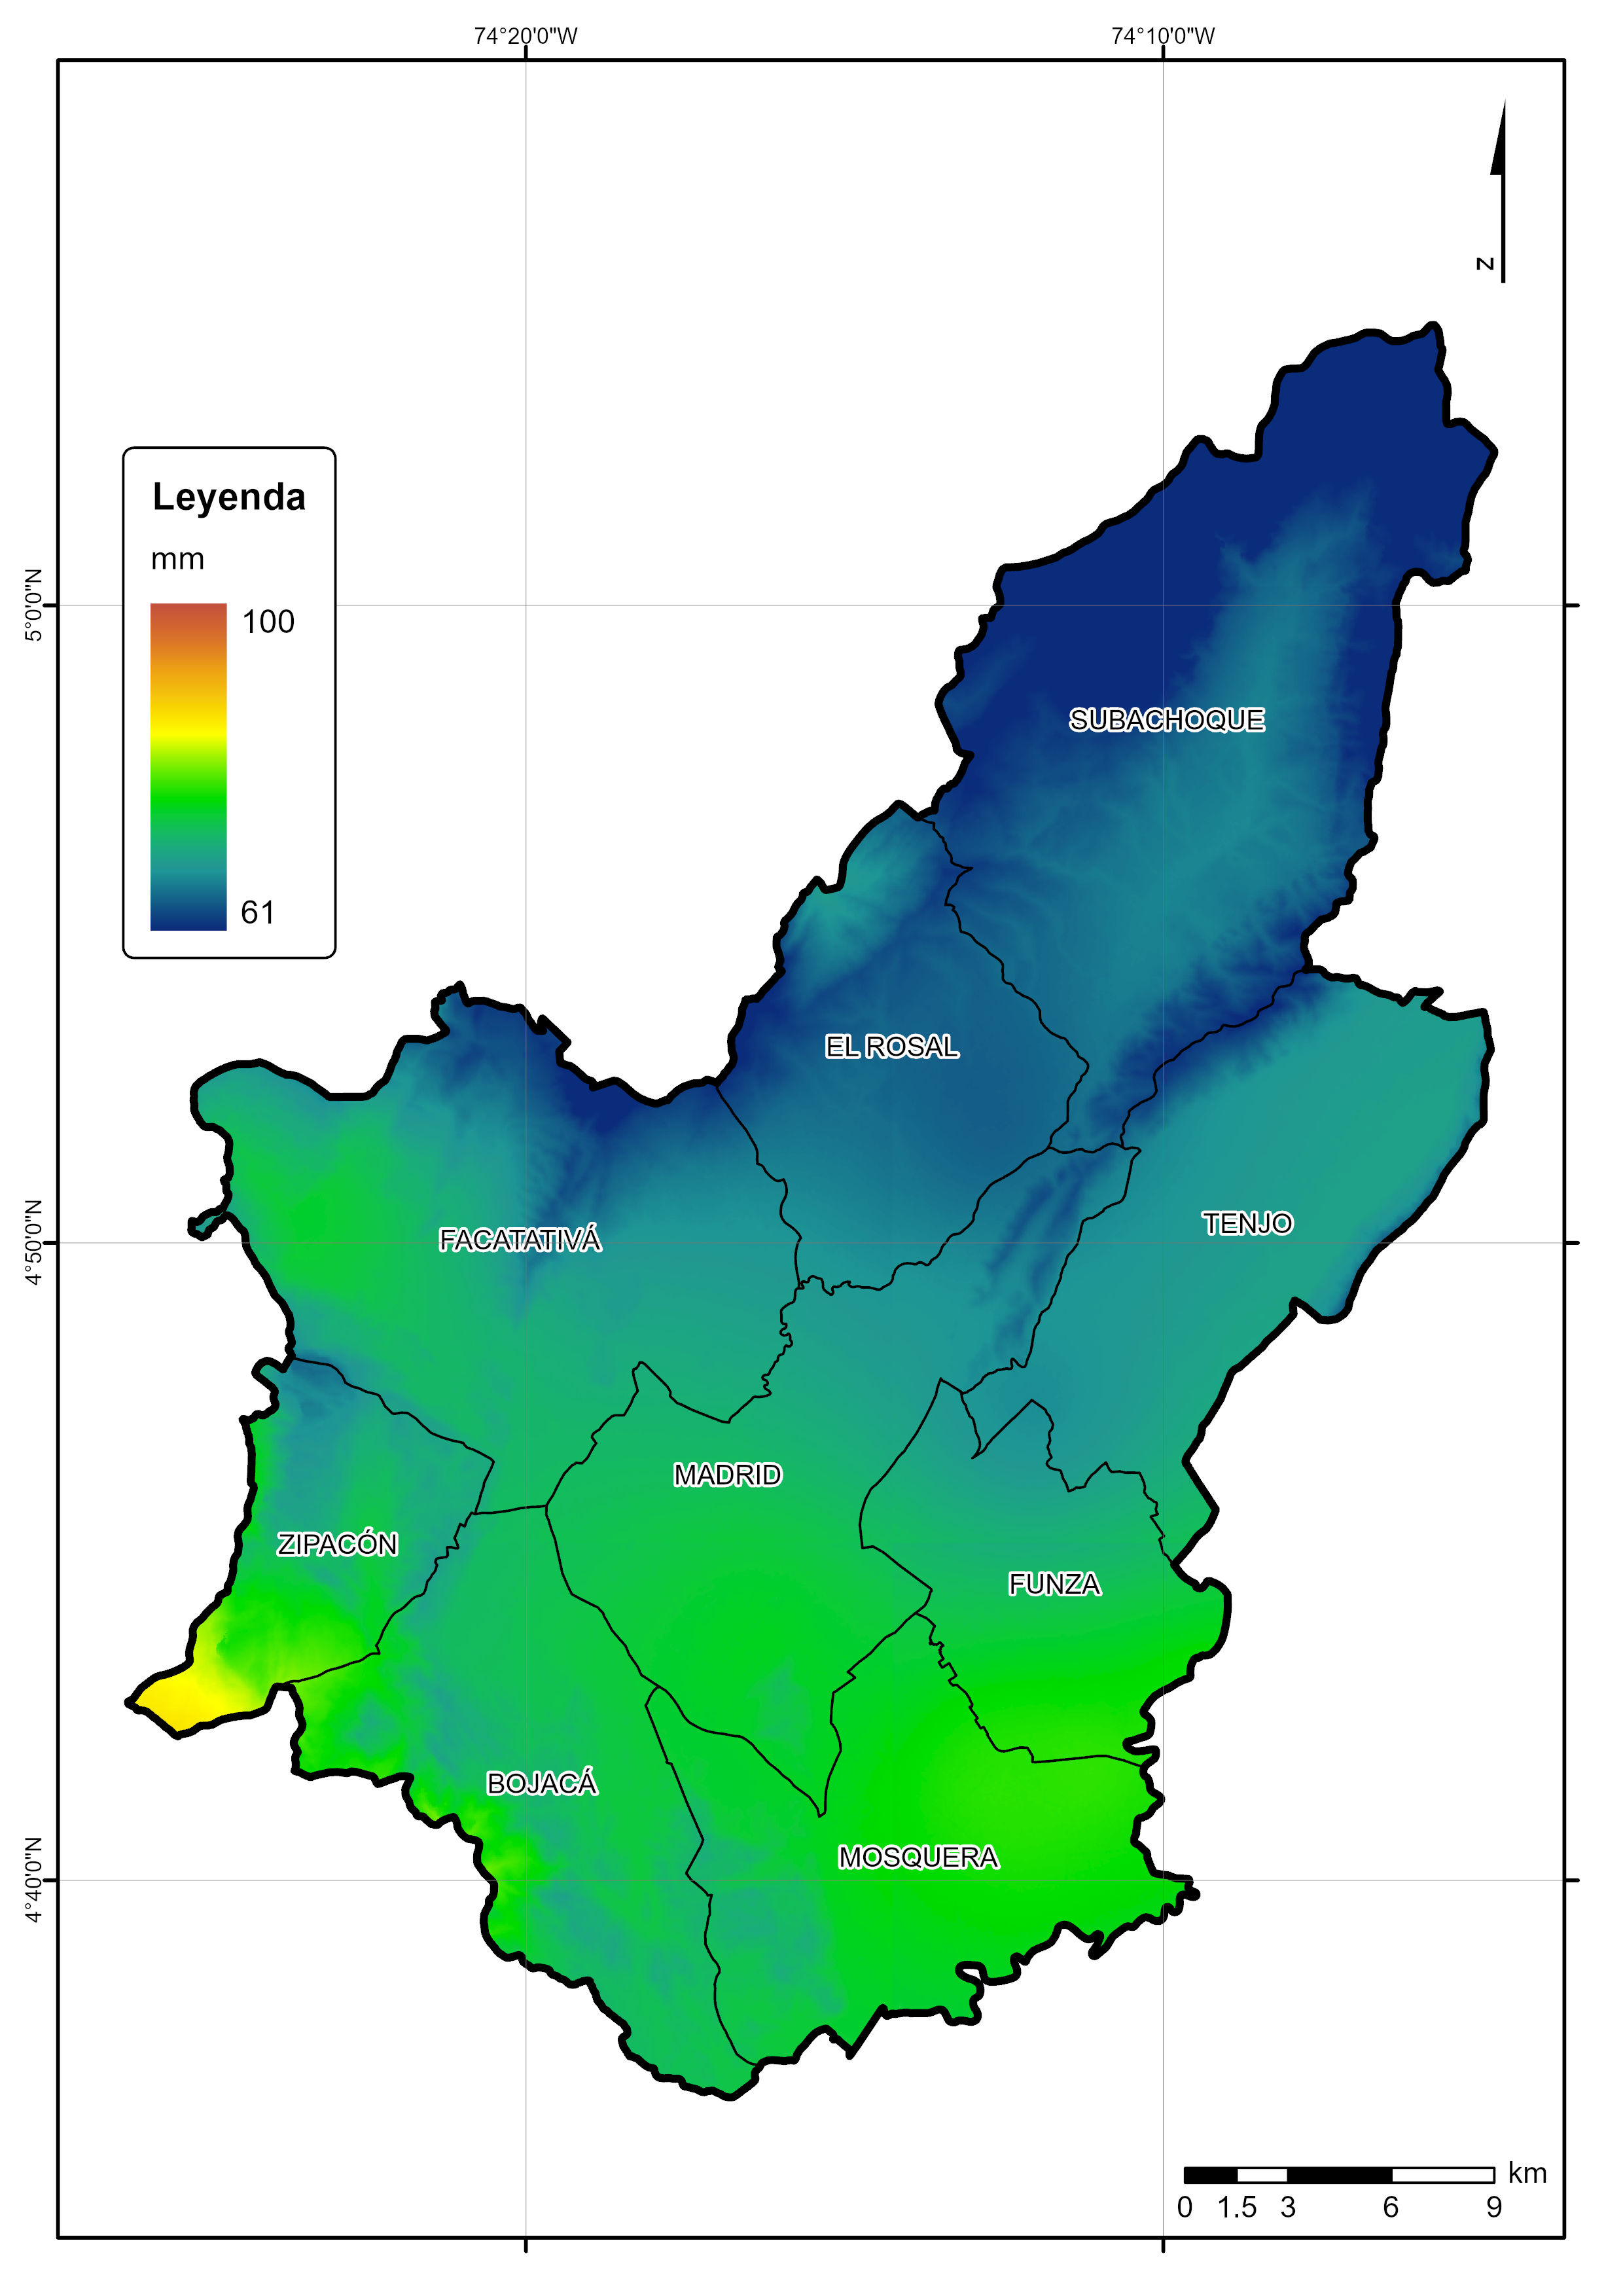 74°20'0"W
74°10'0"W
N
Leyenda
mm
100
61
5°0'0"N
4°50'0"N
4°40'0"N
SUBACHOQUE
EL ROSAL
TENJO
FACATATIVÁ
MADRID
ZIPACÓN
FUNZA
BOJACÁ
MOSQUERA
km
0 1.5 3 6 9